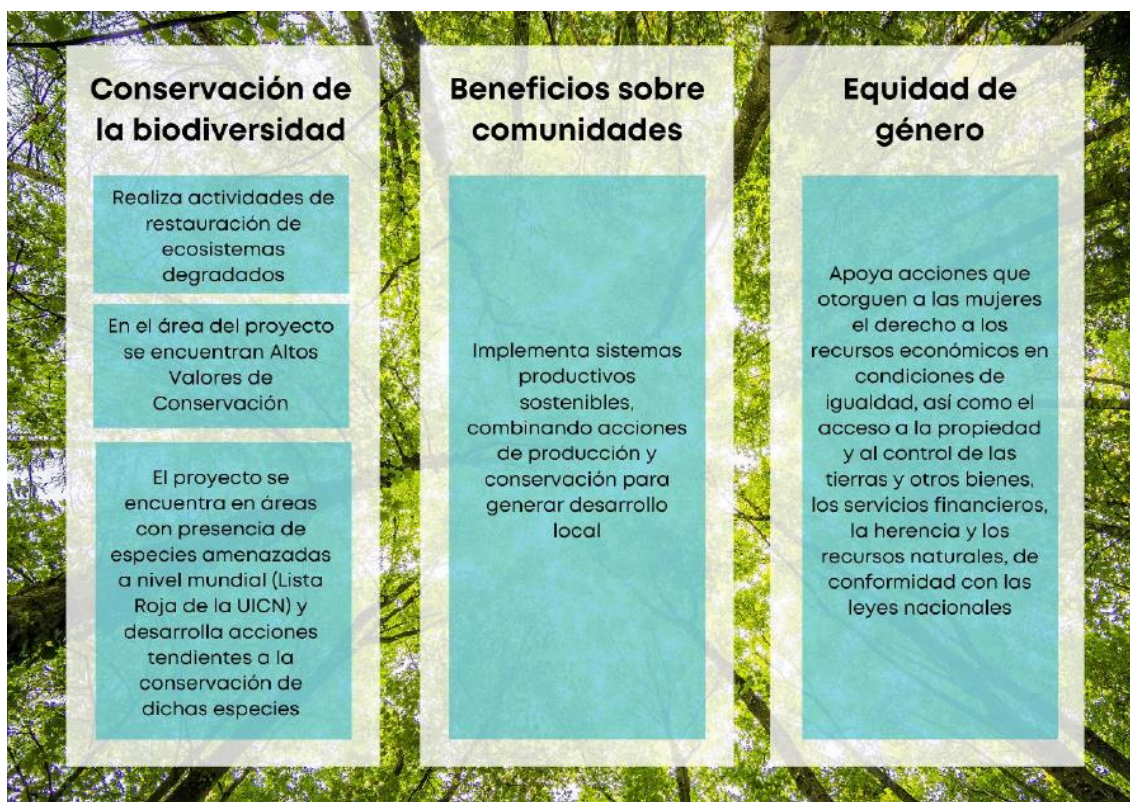 Conservación de
la biodiversidad
Realiza actividades de
restauración de
ecosistemas
degradados
En el área del proyecto
se encuentran Altos
Valores de
Conservación
El proyecto se
encuentra en áreas
con presencia de
especies amenazadas
a nivel mundial (Lista
Roja de la UICN) y
desarrolla acciones
tendientes a la
conservación de
dichas especies
Beneficios sobre
comunidades
Implementa sistemas
productivos
sostenibles,
combinando acciones
de producción y
conservación para
generar desarrollo
local
Equidad de
género
Apoya acciones que
otorguen a las mujeres
el derecho a los
recursos económicos en
condiciones de
igualdad, así como el
acceso a la propiedad
y al control de las
tierras y otros bienes,
los servicios financieros,
la herencia y los
recursos naturales, de
conformidad con las
leyes nacionales